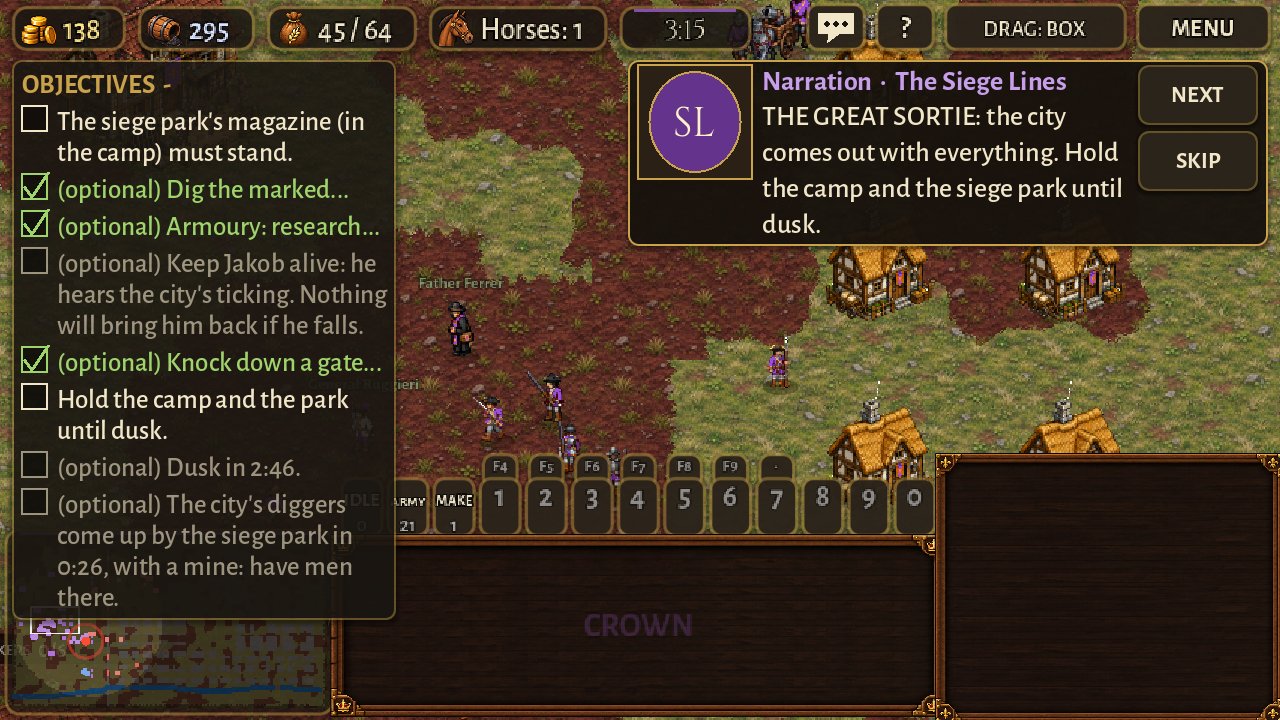 138
295
45/64
Horses: 1
3:15
?
DRAG: BOX
MENU
OBJECTIVES -
The siege park's magazine (in
the camp) must stand.
(optional) Dig the marked...
(optional) Armoury: research...
(optional) Keep Jakob alive: he
hears the city's ticking. Nothing
will bring him back if he falls.
(optional) Knock down a gate...
Hold the camp and the park
until dusk.
(optional) Dusk in 2:46.
(optional) The city's diggers
come up by the siege park in
0:26, with a mine: have men
there.
SL
Narration · The Siege Lines
THE GREAT SORTIE: the city
comes out with everything. Hold
the camp and the siege park until
dusk.
NEXT
SKIP
Father Ferrer
General Ruggieri
F4
F5
F6
F7
F8
F9
IDLE
0
ARMY
21
MAKE
1
1
2
3
4
5
6
7
8
9
0
CROWN